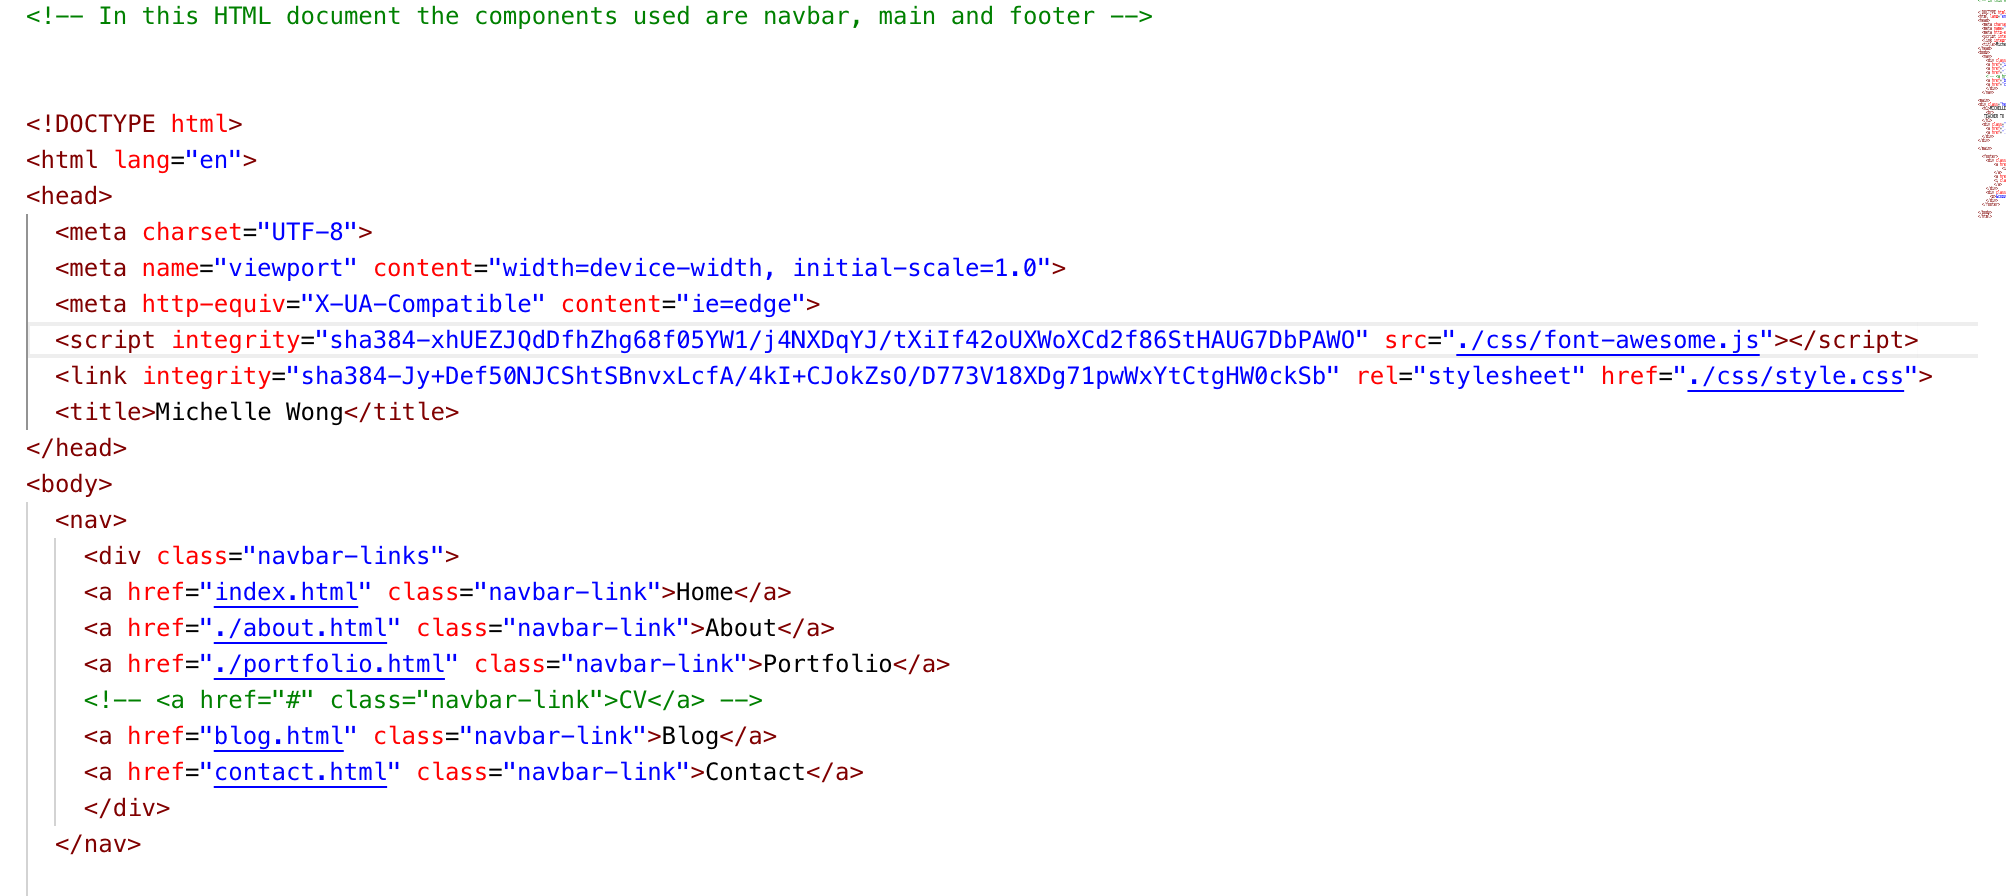 <!-- In this HTML document the components used are navbar, main and footer -->
<!DOCTYPE html>
<html lang="en">
<head>
<meta charset="UTF-8">
<meta name="viewport" content="width=device-width, initial-scale=1.0">
<meta http-equiv="X-UA-Compatible" content="ie=edge">
<script integrity="sha384-xhUEZJQdDfhZhg68f05YW1/j4NXDqYJ/tXiIf42oUXWoXCd2f86StHAUG7DbPAWO" src="./css/font-awesome.js"></script>
<link integrity="sha384-Jy+Def50NJCShtSBnvxLcfA/4kI+CJokZsO/D773V18XDg71pwWxYtCtgHW0ckSb" rel="stylesheet" href="./css/style.css">
<title>Michelle Wong</title>
</head>
<body>
<nav>
<div class="navbar-links">
<a href="index.html" class="navbar-link">Home</a>
<a href="./about.html" class="navbar-link">About</a>
<a href="./portfolio.html" class="navbar-link">Portfolio</a>
<!-- <a href="#" class="navbar-link">CV</a> -->
<a href="blog.html" class="navbar-link">Blog</a>
<a href="contact.html" class="navbar-link">Contact</a>
</div>
</nav>